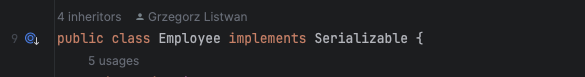 4 inheritors Grzegorz Listwan
9 public class Employee implements Serializable {
5 usages